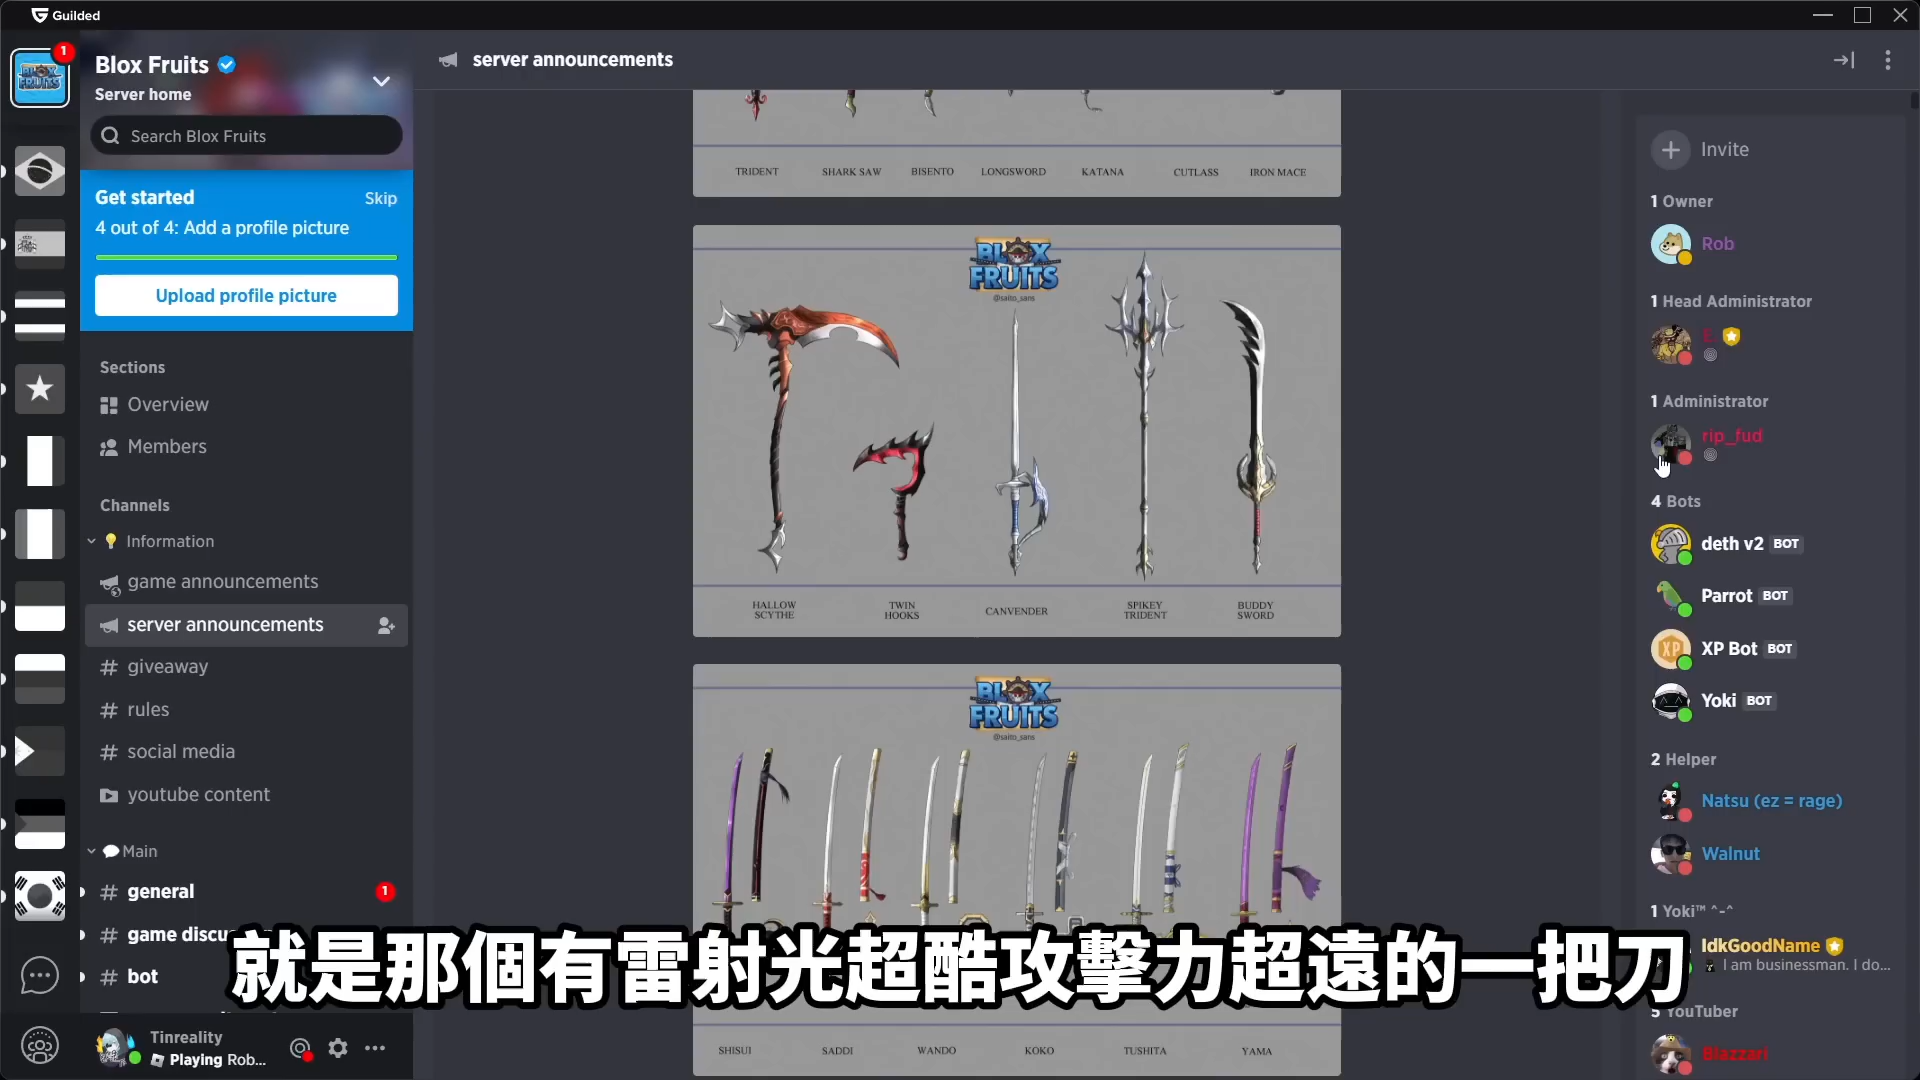 Guilded
1
Blox Fruits
Server home
Search Blox Fruits
Get started
Skip
4 out of 4: Add a profile picture
Upload profile picture
Sections
Overview
Members
Channels
Information
game announcements
server announcements
giveaway
rules
social media
youtube content
Main
general
1
game discu
bot
Tinreality
Playing Rob...
server announcements
TRIDENT
SHARK SAW
BISENTO
LONGSWORD
KATANA
CUTLASS
IRON MACE
BLOX
FRUITS
@saito_sans
HALLOW
SCYTHE
TWIN
HOOKS
CANVENDER
SPIKEY
TRIDENT
BUDDY
SWORD
BLOX
FRUITS
@saito_sans
就是那個有雷射光超酷攻擊力超遠的一把刀
SHISUI
SADDI
WANDO
KOKO
TUSHITA
YAMA
Invite
1 Owner
Rob
1 Head Administrator
E.
1 Administrator
rip_fud
4 Bots
deth v2 BOT
Parrot BOT
XP Bot BOT
Yoki BOT
2 Helper
Natsu (ez = rage)
Walnut
1 Yoki™ ^-^
IdkGoodName
I am businessman. I do...
5 YouTuber
Blazzari